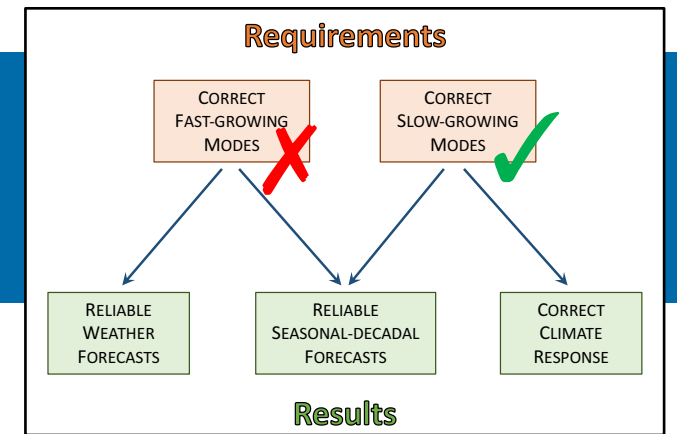 Requirements
CORRECT
FAST-GROWING
MODES
CORRECT
SLOW-GROWING
MODES
RELIABLE
WEATHER
FORECASTS
RELIABLE
SEASONAL-DECADAL
FORECASTS
CORRECT
CLIMATE
RESPONSE
Results